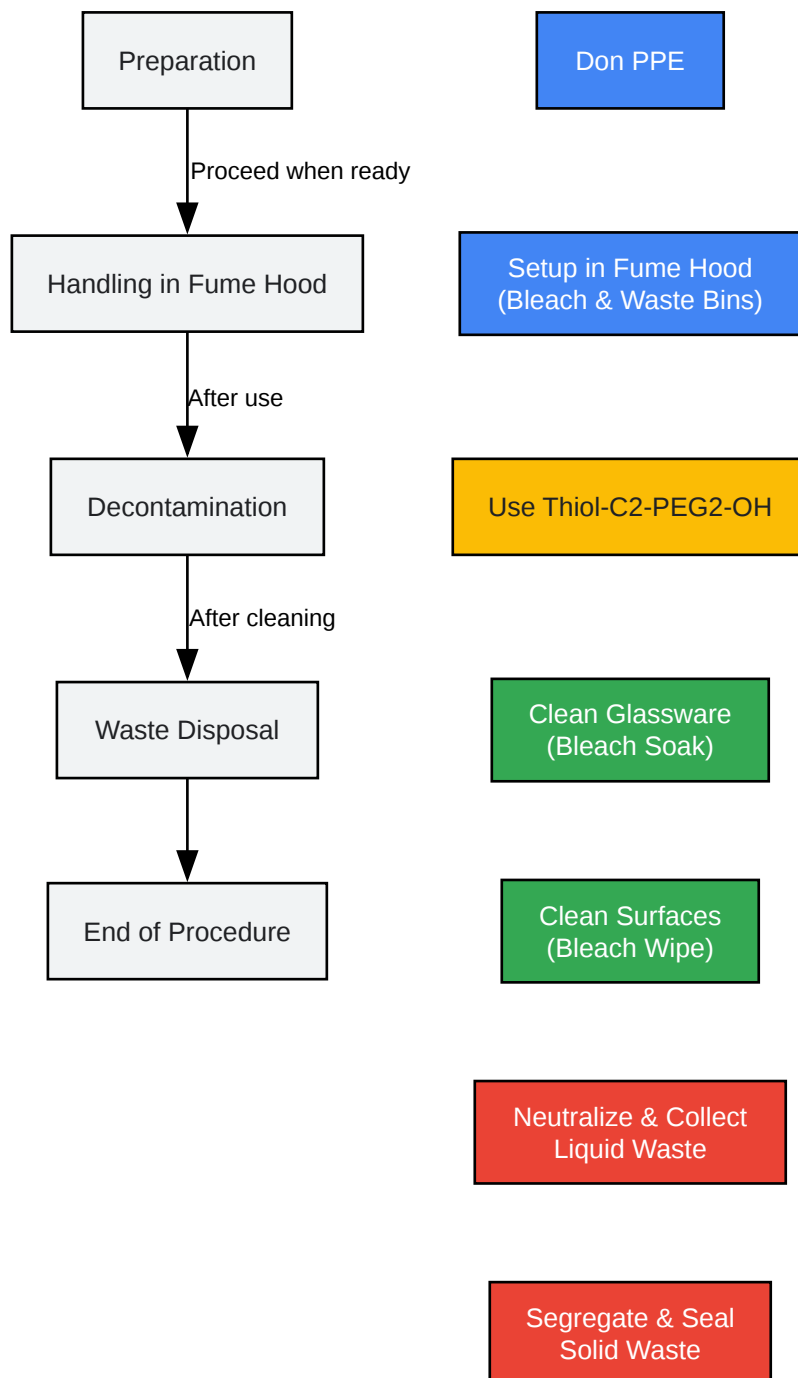 Preparation
Don PPE
Proceed when ready
Handling in Fume Hood
Setup in Fume Hood
(Bleach & Waste Bins)
After use
Decontamination
Use Thiol-C2-PEG2-OH
After cleaning
Waste Disposal
Clean Glassware
(Bleach Soak)
End of Procedure
Clean Surfaces
(Bleach Wipe)
Neutralize & Collect
Liquid Waste
Segregate & Seal
Solid Waste